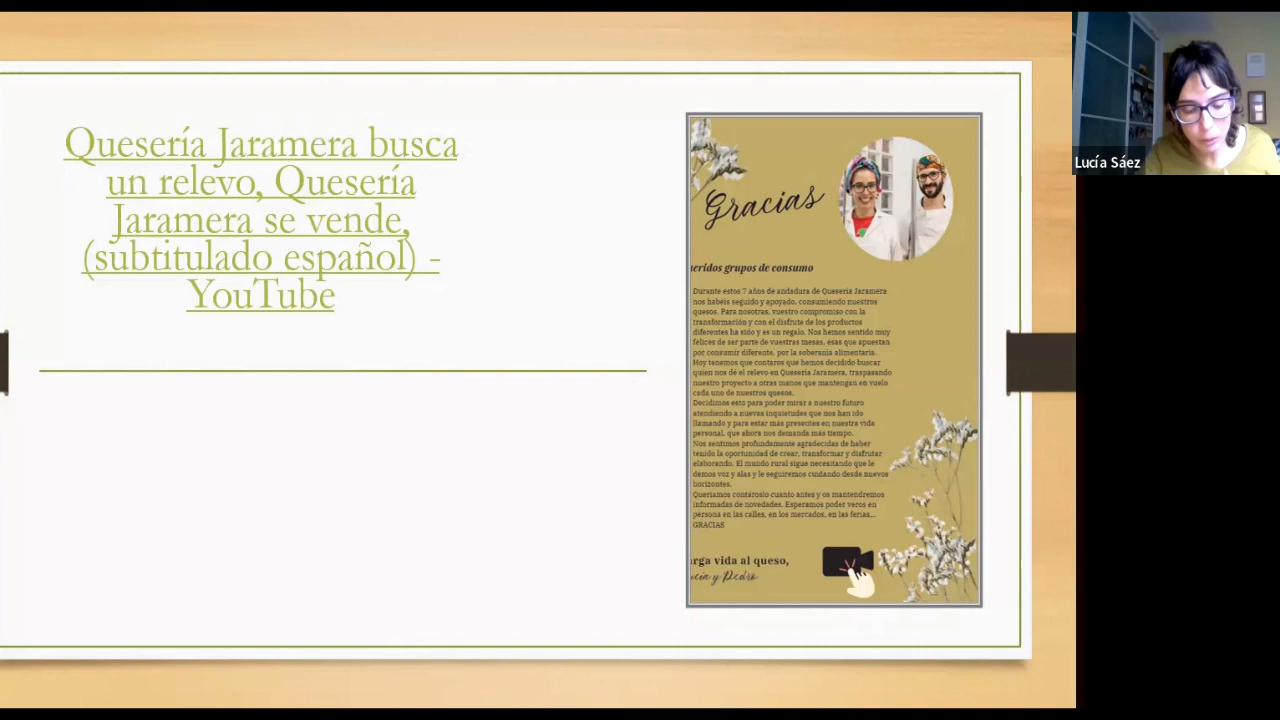 Quesería Jaramera busca
un relevo, Quesería
Jaramera se vende,
(subtitulado español) -
YouTube
Gracias
ueridos grupos de consumo
Durante estos 7 años de andadura de Quesería Jaramera
nos habéis seguido y apoyado, consumiendo nuestros
quesos. Para nosotras, vuestro compromiso con la
transformación y con el disfrute de los productos
diferentes ha sido y es un regalo. Nos hemos sentido muy
felices de ser parte de vuestras mesas, ésas que apuestan
por consumir diferente, por la soberanía alimentaria.
Hoy tenemos que contaros que hemos decidido buscar
quien nos dé el relevo en Quesería Jaramera, traspasando
nuestro proyecto a otras manos que mantengan en vuelo
cada uno de nuestros quesos.
Decidimos esto para poder mirar a nuestro futuro
atendiendo a nuevas inquietudes que nos han ido
llamando y para estar más presentes en nuestra vida
personal, que ahora nos demanda más tiempo.
Nos sentimos profundamente agradecidas de haber
tenido la oportunidad de crear, transformar y disfrutar
elaborando. El mundo rural sigue necesitando que le
demos voz y alas y le seguiremos cuidando desde nuevos
horizontes.
Queríamos contároslo cuanto antes y os mantendremos
informadas de novedades. Esperamos poder veros en
persona en las calles, en los mercados, en las ferias...
GRACIAS
arga vida al queso,
ucía y Pedro
Lucía Sáez